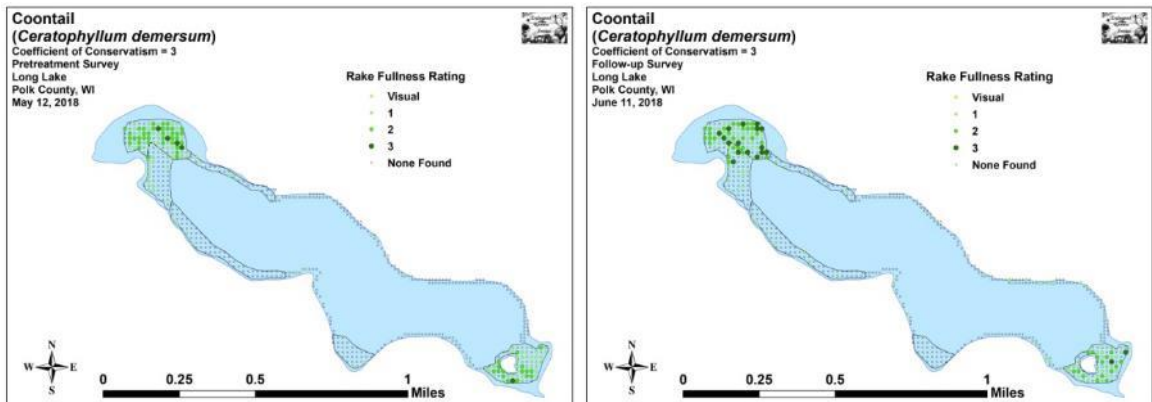 Coontail
(Ceratophyllum demersum)
Coefficient of Conservatism = 3
Pretreatment Survey
Long Lake
Polk County, WI
May 12, 2018
Rake Fullness Rating
Visual
1
2
3
None Found
N
W E
S
0 0.25 0.5 1
Miles
Coontail
(Ceratophyllum demersum)
Coefficient of Conservatism = 3
Follow-up Survey
Long Lake
Polk County, WI
June 11, 2018
Rake Fullness Rating
Visual
1
2
3
None Found
N
W E
S
0 0.25 0.5 1
Miles